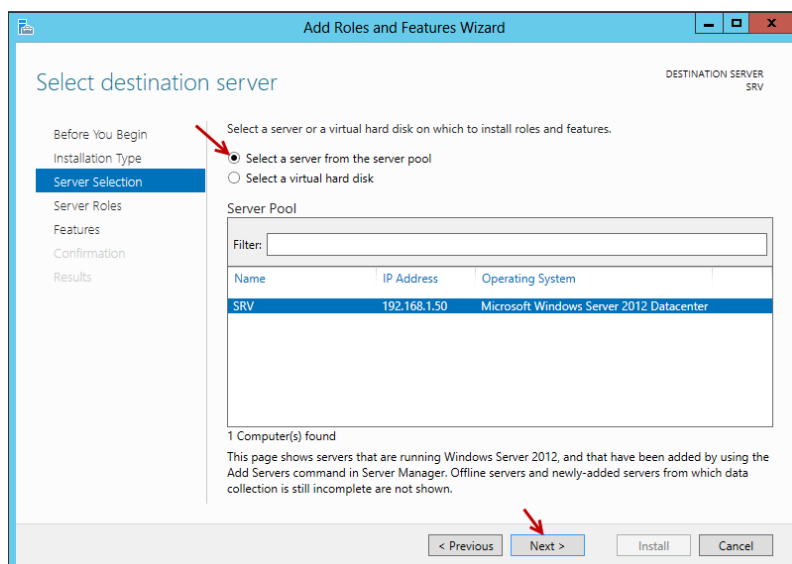 Add Roles and Features Wizard
Select destination server
DESTINATION SERVER
SRV
Before You Begin
Installation Type
Server Selection
Server Roles
Features
Confirmation
Results
Select a server or a virtual hard disk on which to install roles and features.
Select a server from the server pool
Select a virtual hard disk
Server Pool
Filter:
Name IP Address Operating System
SRV 192.168.1.50 Microsoft Windows Server 2012 Datacenter
1 Computer(s) found
This page shows servers that are running Windows Server 2012, and that have been added by using the
Add Servers command in Server Manager. Offline servers and newly-added servers from which data
collection is still incomplete are not shown.
< Previous Next > Install Cancel